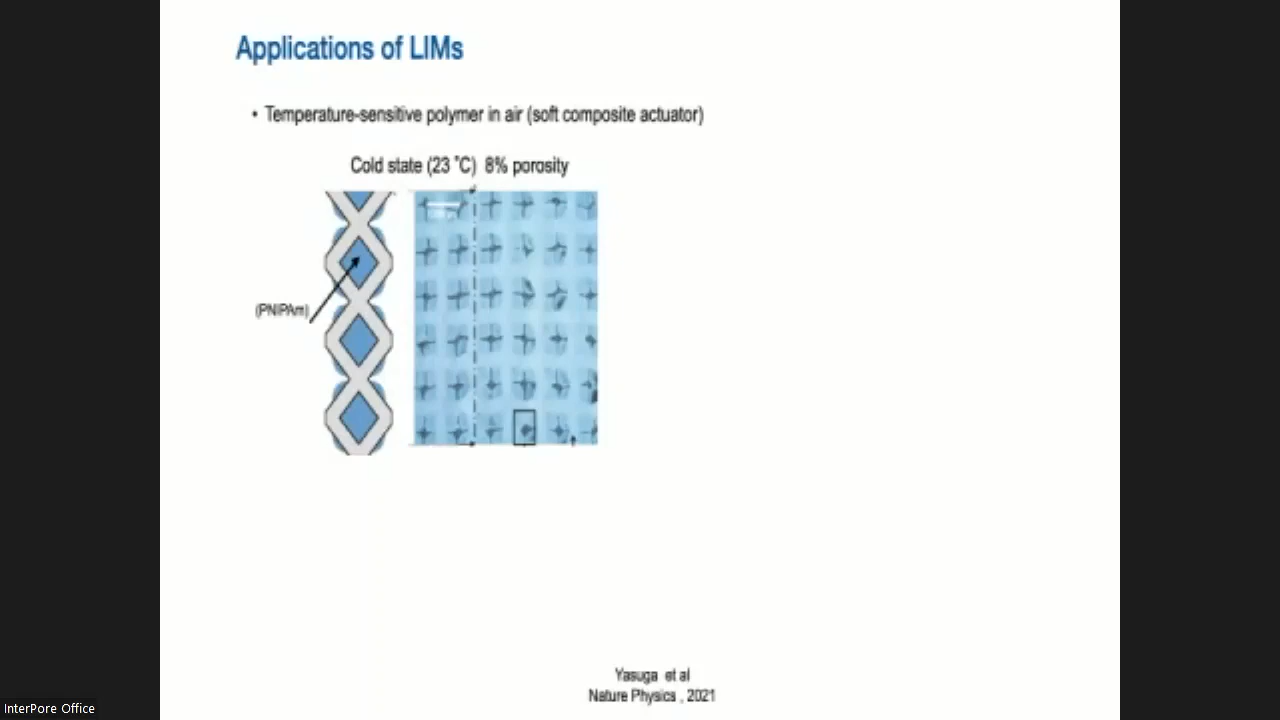 Applications of LIMs
• Temperature-sensitive polymer in air (soft composite actuator)
Cold state (23 ˚C) 8% porosity
(PNIPAm)
Yasuga et al
Nature Physics , 2021
InterPore Office